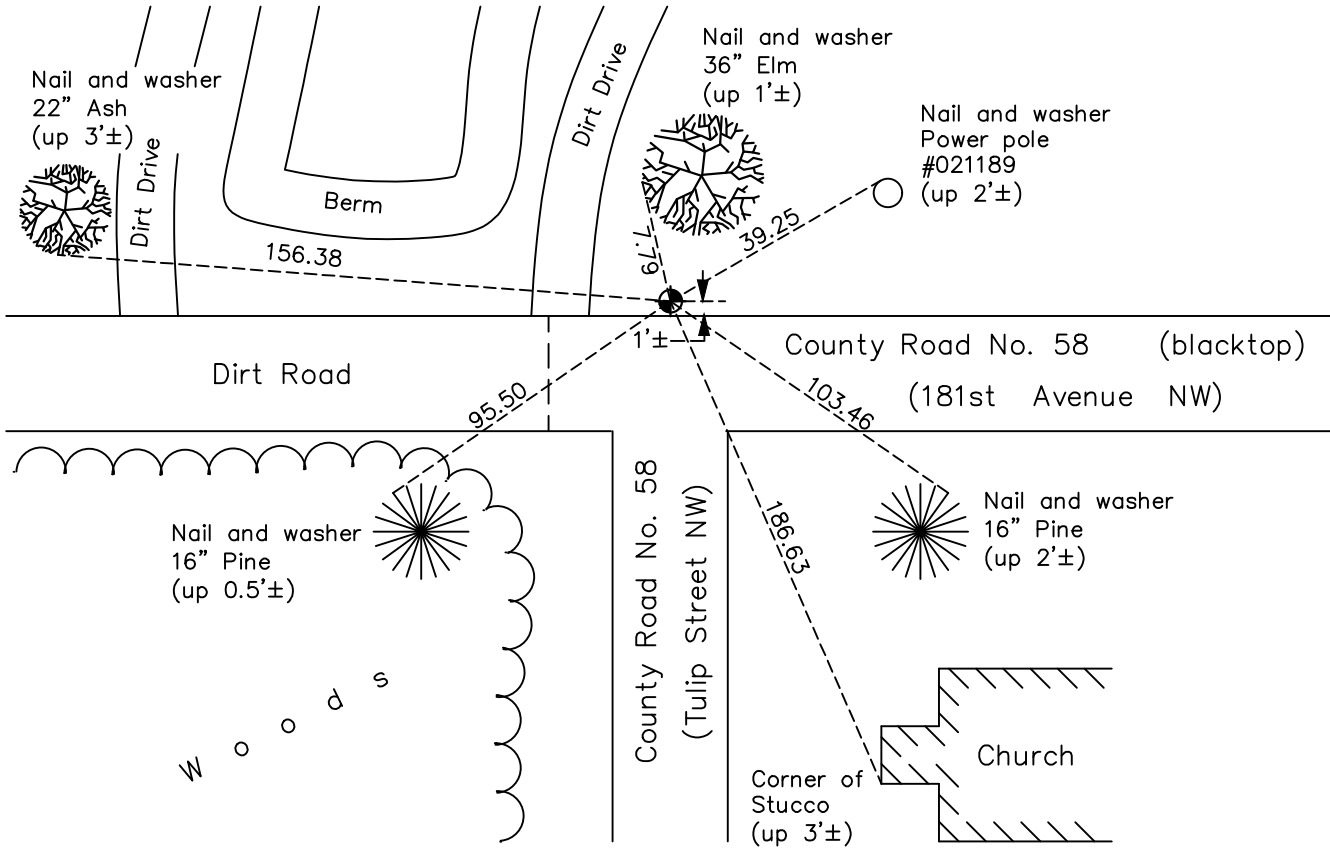 Nail and washer
36" Elm
(up 1'±)
Nail and washer
22" Ash
(up 3'±)
Dirt Drive
Dirt Drive
Nail and washer
Power pole
#021189
(up 2'±)
Berm
156.38
7.79
39.25
1'±
County Road No. 58 (blacktop)
(181st Avenue NW)
Dirt Road
95.50
103.46
Nail and washer
16" Pine
(up 0.5'±)
County Road No. 58
(Tulip Street NW)
186.63
Nail and washer
16" Pine
(up 2'±)
Woods
Church
Corner of
Stucco
(up 3'±)